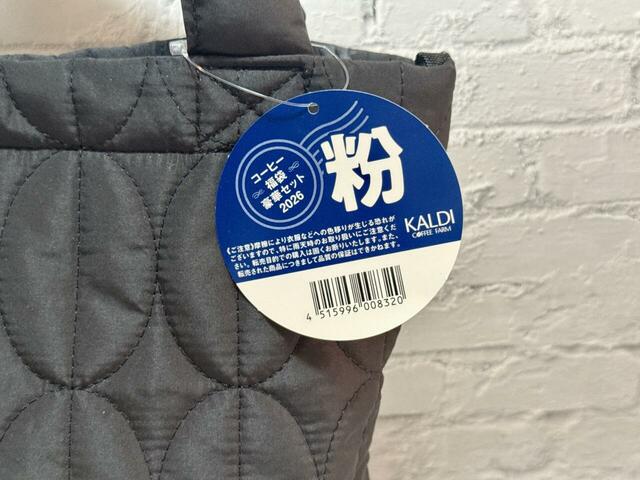 コーヒー
福袋
豪華セット
2026
粉
KALDI
COFFEE FARM
《ご注意》摩擦により衣服などへの色移りが生じる恐れが
ございますので、特に雨天時のお取り扱いにご注意くだ
さい。転売目的での購入は固くお断りいたします。また、
転売された商品につきまして品質の保証はできかねます。
4 515996 008320